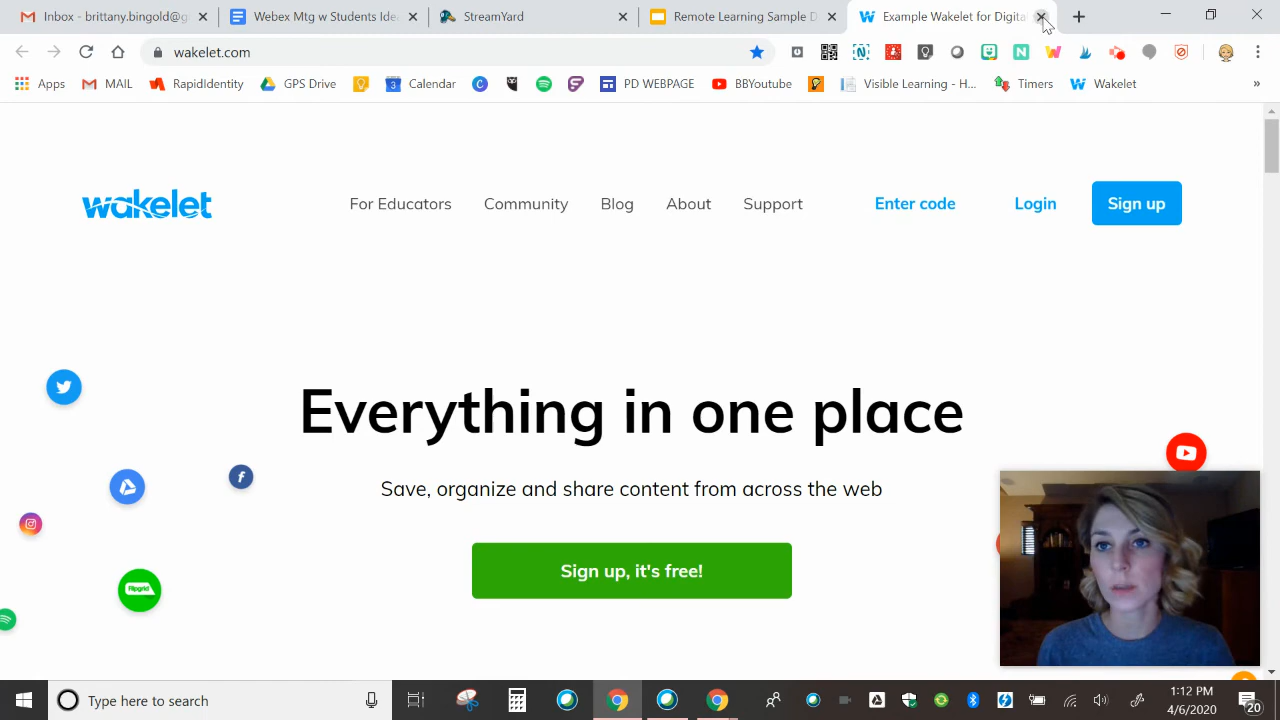 Inbox - brittany.bingold@g
Webex Mtg w Students Ide
StreamYard
Remote Learning Sample D
Example Wakelet for Digita
wakelet.com
Apps
MAIL
RapidIdentity
GPS Drive
Calendar
PD WEBPAGE
BBYoutube
Visible Learning - H...
Timers
Wakelet
»
wakelet
For Educators
Community
Blog
About
Support
Enter code
Login
Sign up
Everything in one place
Save, organize and share content from across the web
Sign up, it's free!
Flipgrid
Type here to search
1:12 PM
4/6/2020
20